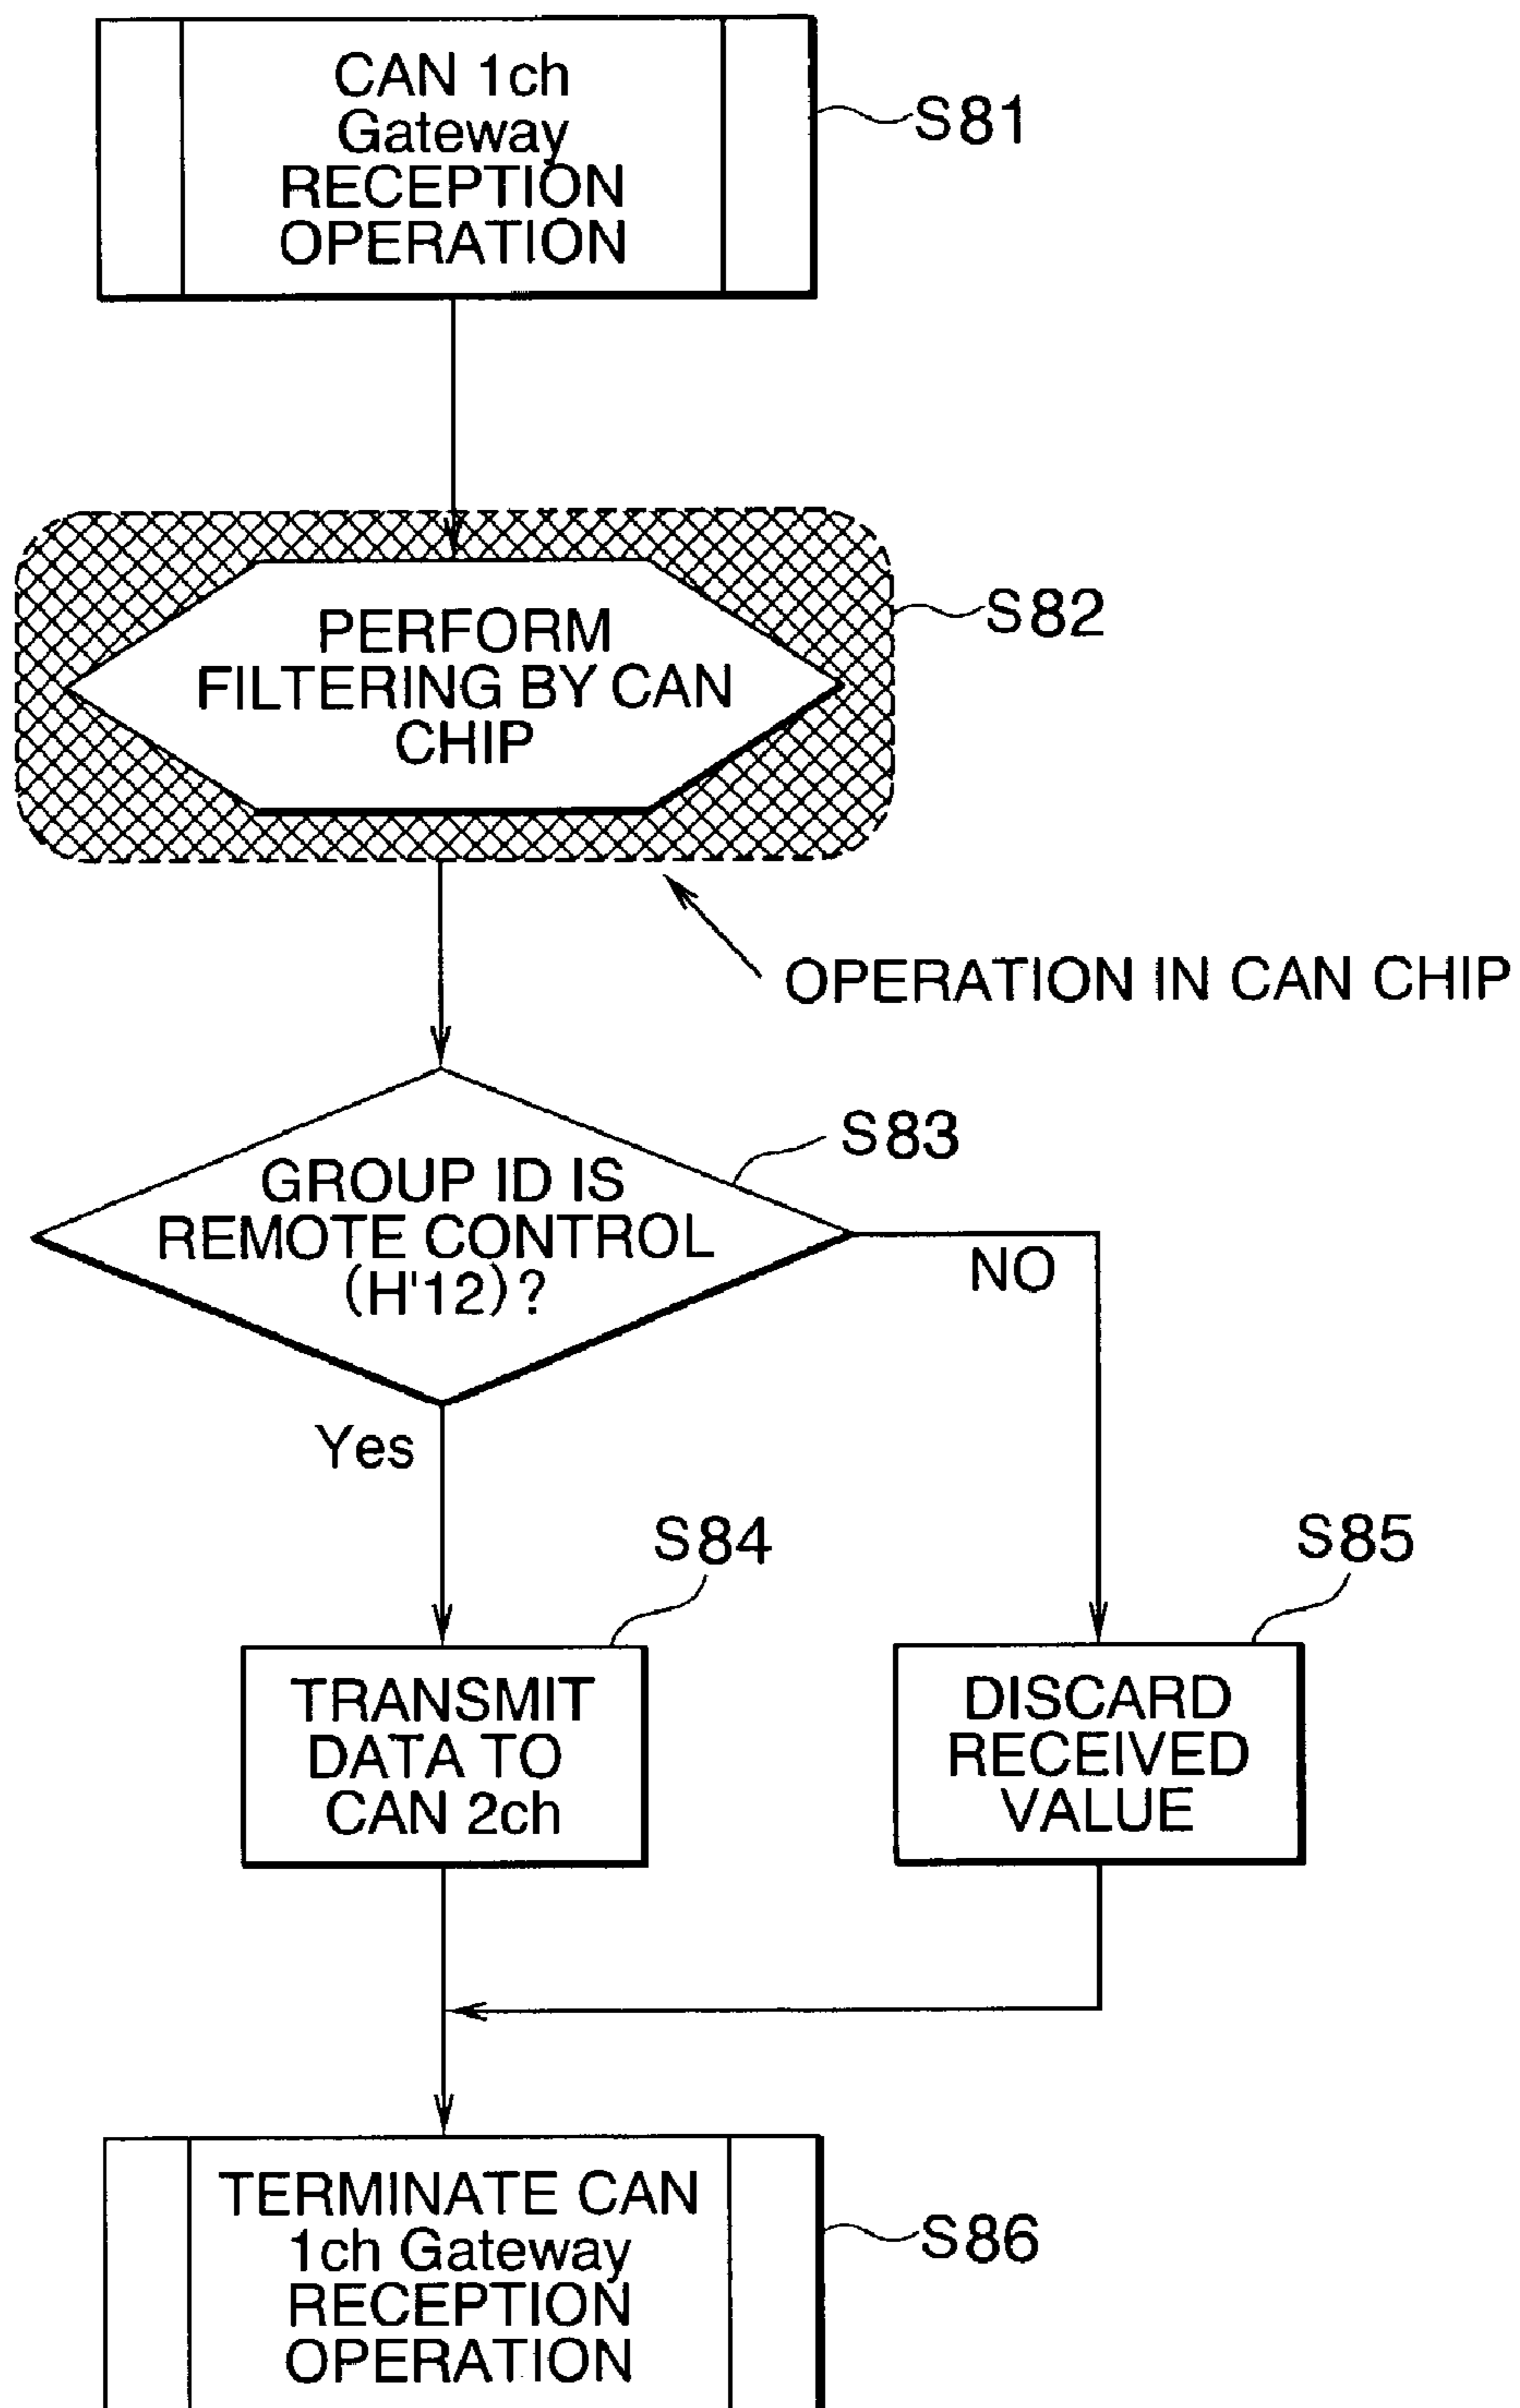 CAN 1ch
Gateway
RECEPTION
OPERATION
S81
PERFORM
FILTERING BY CAN
CHIP
S82
OPERATION IN CAN CHIP
GROUP ID IS
REMOTE CONTROL
(H'12)?
S83
NO
Yes
S84
S85
TRANSMIT
DATA TO
CAN 2ch
DISCARD
RECEIVED
VALUE
TERMINATE CAN
1ch Gateway
RECEPTION
OPERATION
S86